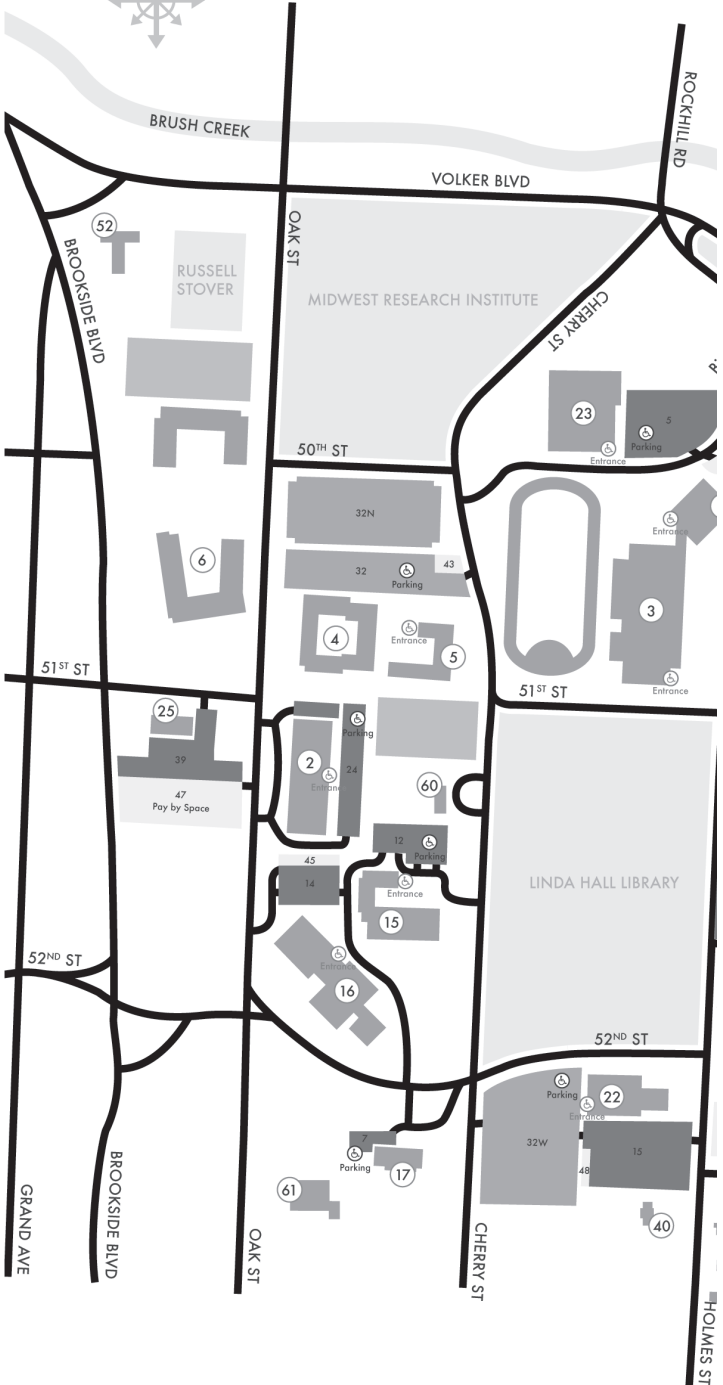 BRUSH CREEK
ROCKHILL RD
VOLKER BLVD
52
OAK ST
BROOKSIDE BLVD
RUSSELL
STOVER
MIDWEST RESEARCH INSTITUTE
CHERRY ST
23
5
Parking
Entrance
50TH ST
32N
Entrance
6
32
Parking
43
3
4
Entrance
5
51ST ST
Entrance
51ST ST
25
Parking
2
Entrance
24
39
47
Pay by Space
60
12
Parking
45
14
Entrance
LINDA HALL LIBRARY
15
52ND ST
Entrance
16
52ND ST
Parking
22
Entrance
7
Parking
17
32W
15
48
61
40
GRAND AVE
BROOKSIDE BLVD
OAK ST
CHERRY ST
HOLMES ST